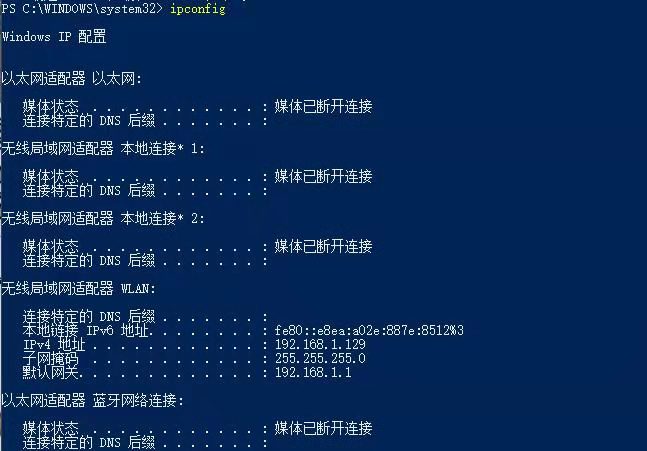 PS C:\WINDOWS\system32> ipconfig
Windows IP 配置
以太网适配器 以太网:
媒体状态 . . . . . . . . . . . . : 媒体已断开连接
连接特定的 DNS 后缀 . . . . . . . :
无线局域网适配器 本地连接* 1:
媒体状态 . . . . . . . . . . . . : 媒体已断开连接
连接特定的 DNS 后缀 . . . . . . . :
无线局域网适配器 本地连接* 2:
媒体状态 . . . . . . . . . . . . : 媒体已断开连接
连接特定的 DNS 后缀 . . . . . . . :
无线局域网适配器 WLAN:
连接特定的 DNS 后缀 . . . . . . . :
本地链接 IPv6 地址. . . . . . . . : fe80::e8ea:a02e:887e:8512%3
IPv4 地址 . . . . . . . . . . . . : 192.168.1.129
子网掩码 . . . . . . . . . . . . : 255.255.255.0
默认网关. . . . . . . . . . . . . : 192.168.1.1
以太网适配器 蓝牙网络连接:
媒体状态 . . . . . . . . . . . . : 媒体已断开连接
连接特定的 DNS 后缀 . . . . . . . :